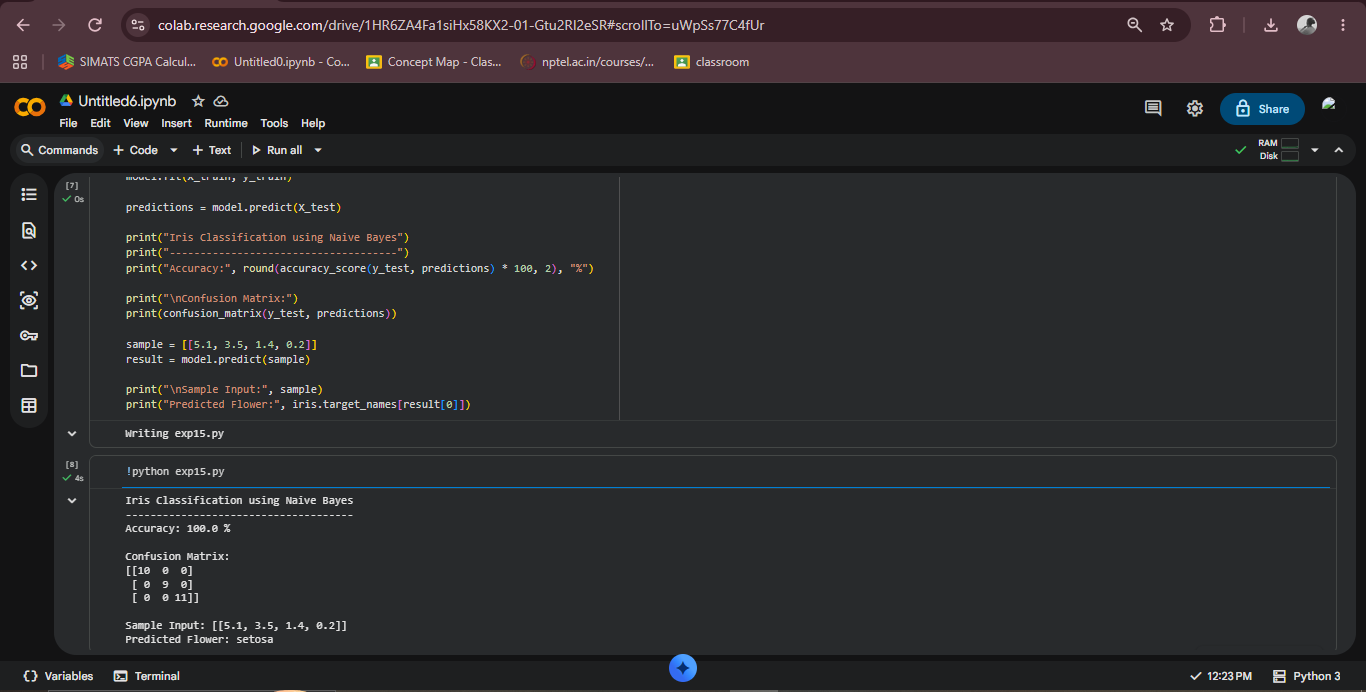 colab.research.google.com/drive/1HR6ZA4Fa1siHx58KX2-01-Gtu2RI2eSR#scrollTo=uWpSs77C4fUr
SIMATS CGPA Calcul... Untitled0.ipynb - Co... Concept Map - Clas... nptel.ac.in/courses/... classroom
CO Untitled6.ipynb
File Edit View Insert Runtime Tools Help
Share
Commands + Code + Text Run all
RAM
Disk
[7] model.fit(X_train, y_train)
0s
predictions = model.predict(X_test)
print("Iris Classification using Naive Bayes")
print("-------------------------------------")
print("Accuracy:", round(accuracy_score(y_test, predictions) * 100, 2), "%")
print("\nConfusion Matrix:")
print(confusion_matrix(y_test, predictions))
sample = [[5.1, 3.5, 1.4, 0.2]]
result = model.predict(sample)
print("\nSample Input:", sample)
print("Predicted Flower:", iris.target_names[result[0]])
Writing exp15.py
[8]
4s
!python exp15.py
Iris Classification using Naive Bayes
-------------------------------------
Accuracy: 100.0 %
Confusion Matrix:
[[10  0  0]
 [ 0  9  0]
 [ 0  0 11]]
Sample Input: [[5.1, 3.5, 1.4, 0.2]]
Predicted Flower: setosa
Variables Terminal
12:23 PM Python 3